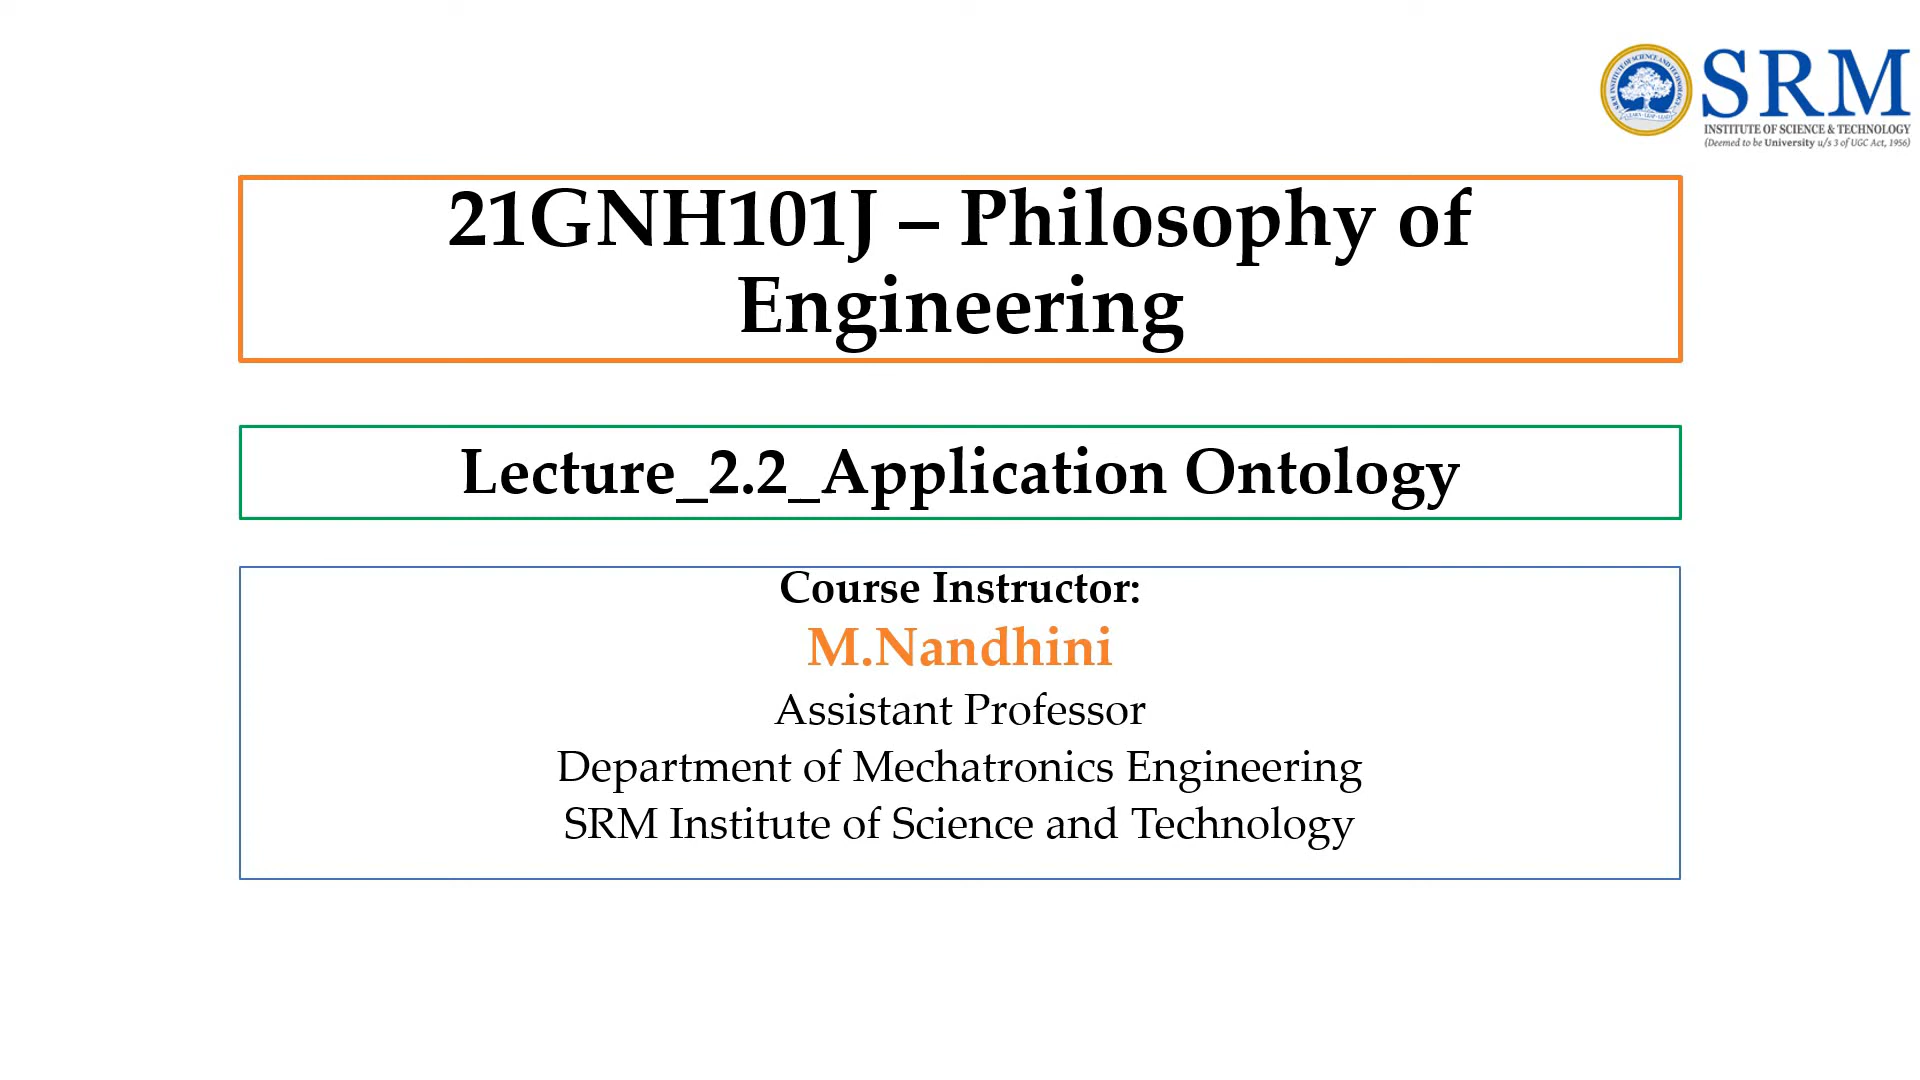 SRM
INSTITUTE OF SCIENCE & TECHNOLOGY
(Deemed to be University u/s 3 of UGC Act, 1956)
21GNH101J – Philosophy of
Engineering
Lecture_2.2_Application Ontology
Course Instructor:
M.Nandhini
Assistant Professor
Department of Mechatronics Engineering
SRM Institute of Science and Technology